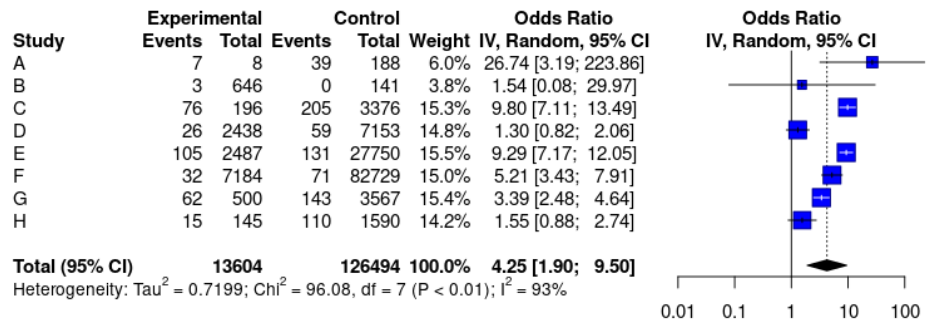 Experimental Control Odds Ratio Odds Ratio
Study Events Total Events Total Weight IV, Random, 95% CI IV, Random, 95% CI
A 7 8 39 188 6.0% 26.74 [3.19; 223.86]
B 3 646 0 141 3.8% 1.54 [0.08; 29.97]
C 76 196 205 3376 15.3% 9.80 [7.11; 13.49]
D 26 2438 59 7153 14.8% 1.30 [0.82; 2.06]
E 105 2487 131 27750 15.5% 9.29 [7.17; 12.05]
F 32 7184 71 82729 15.0% 5.21 [3.43; 7.91]
G 62 500 143 3567 15.4% 3.39 [2.48; 4.64]
H 15 145 110 1590 14.2% 1.55 [0.88; 2.74]
Total (95% CI) 13604 126494 100.0% 4.25 [1.90; 9.50]
Heterogeneity: Tau² = 0.7199; Chi² = 96.08, df = 7 (P < 0.01); I² = 93%
0.01 0.1 1 10 100